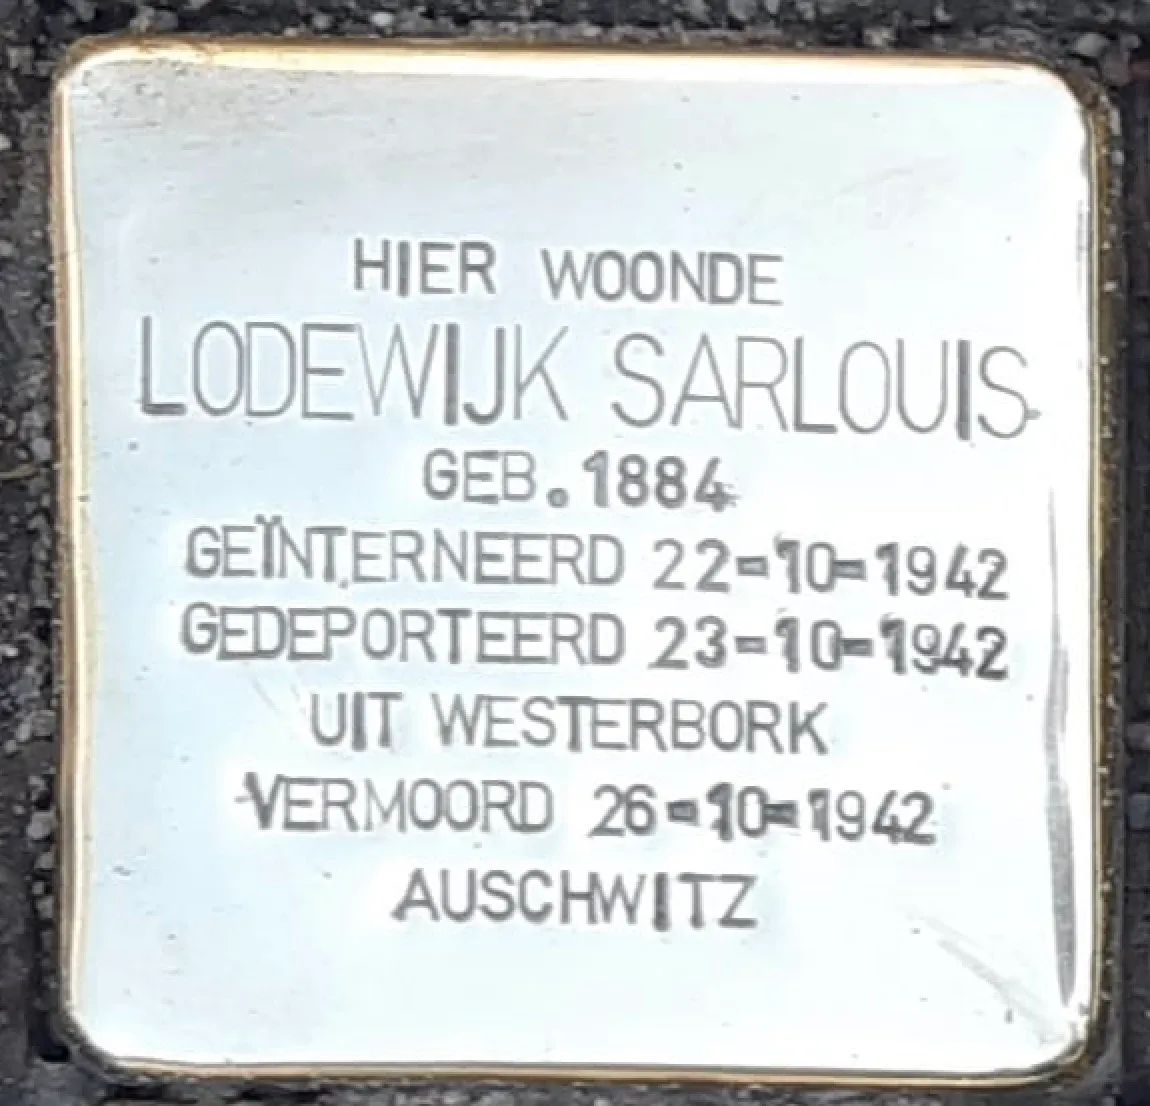 HIER WOONDE
LODEWIJK SARLOUIS
GEB. 1884
GEÏNTERNEERD 22-10-1942
GEDEPORTEERD 23-10-1942
UIT WESTERBORK
VERMOORD 26-10-1942
AUSCHWITZ